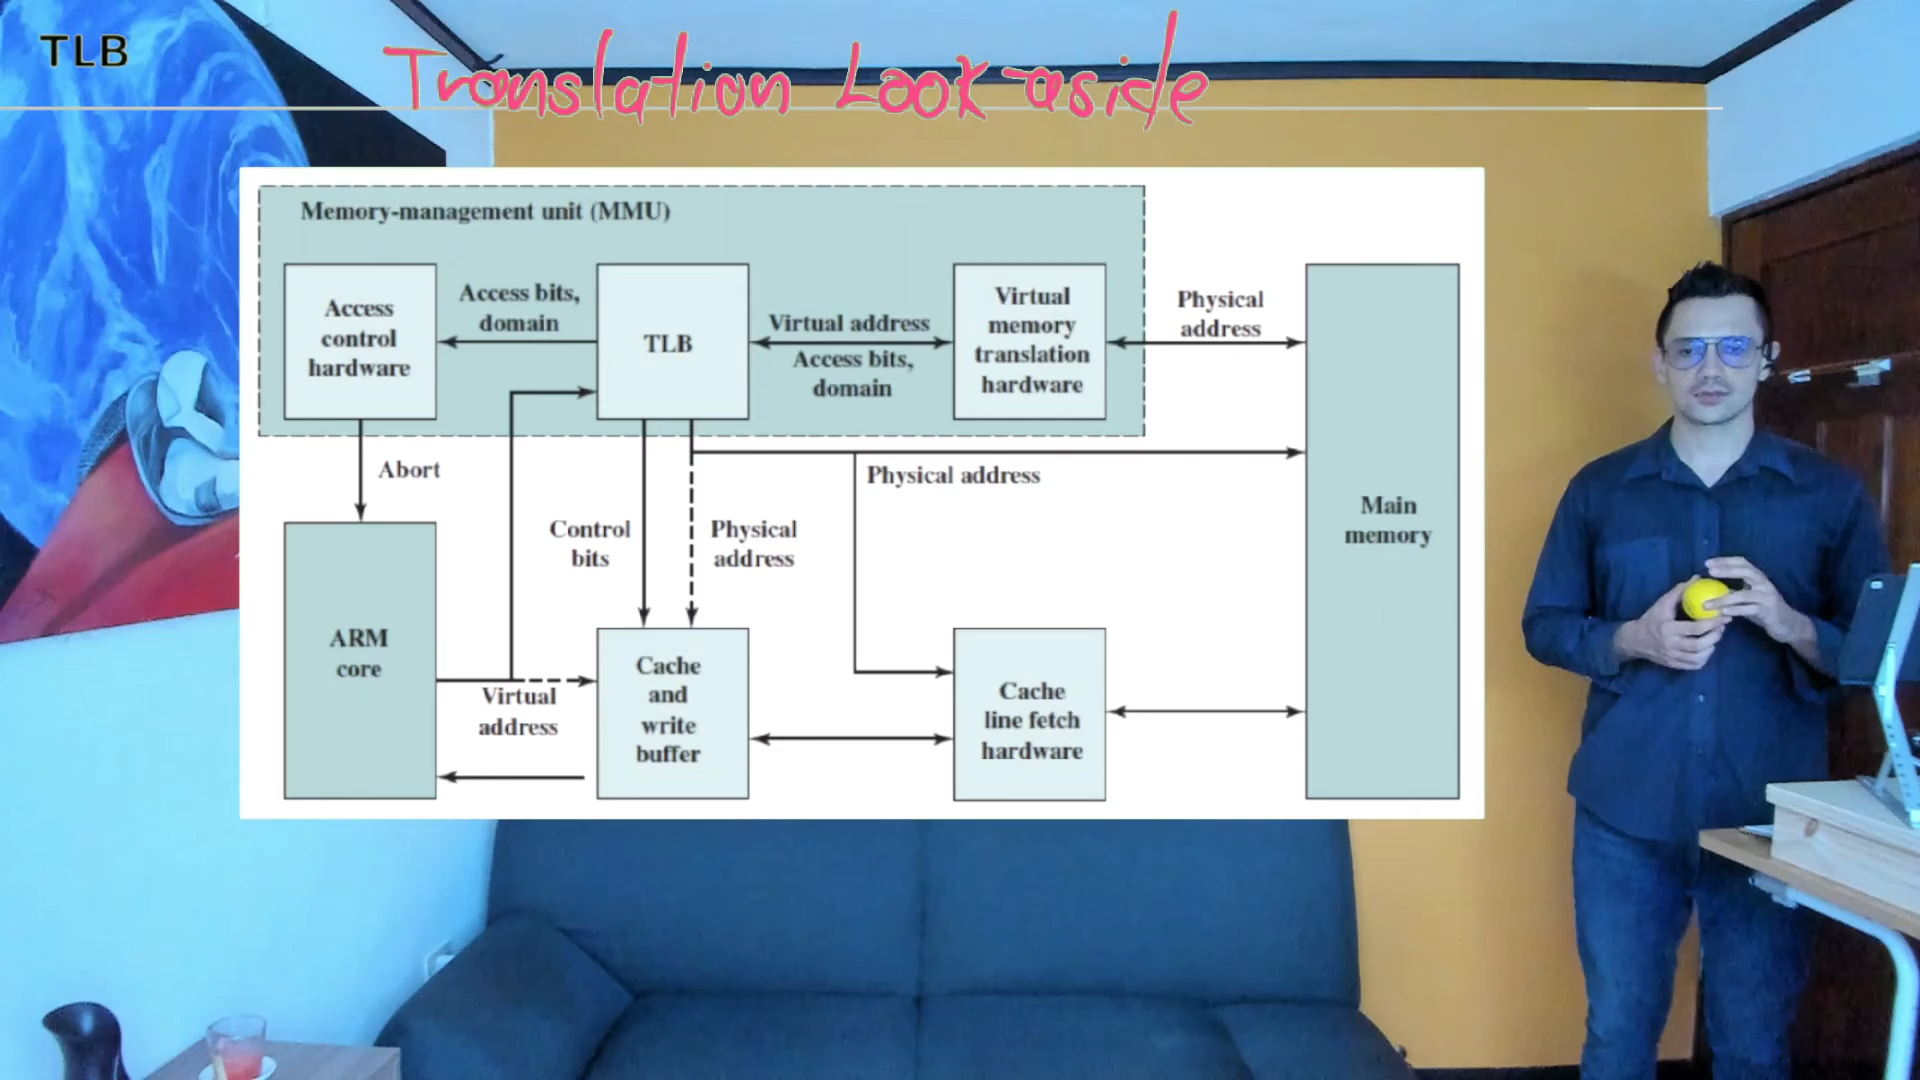 TLB
Translation Look-aside
Memory-management unit (MMU)
Access
control
hardware
Access bits,
domain
TLB
Virtual address
Access bits,
domain
Virtual
memory
translation
hardware
Physical
address
Abort
Control
bits
Physical
address
Physical address
Main
memory
ARM
core
Virtual
address
Cache
and
write
buffer
Cache
line fetch
hardware